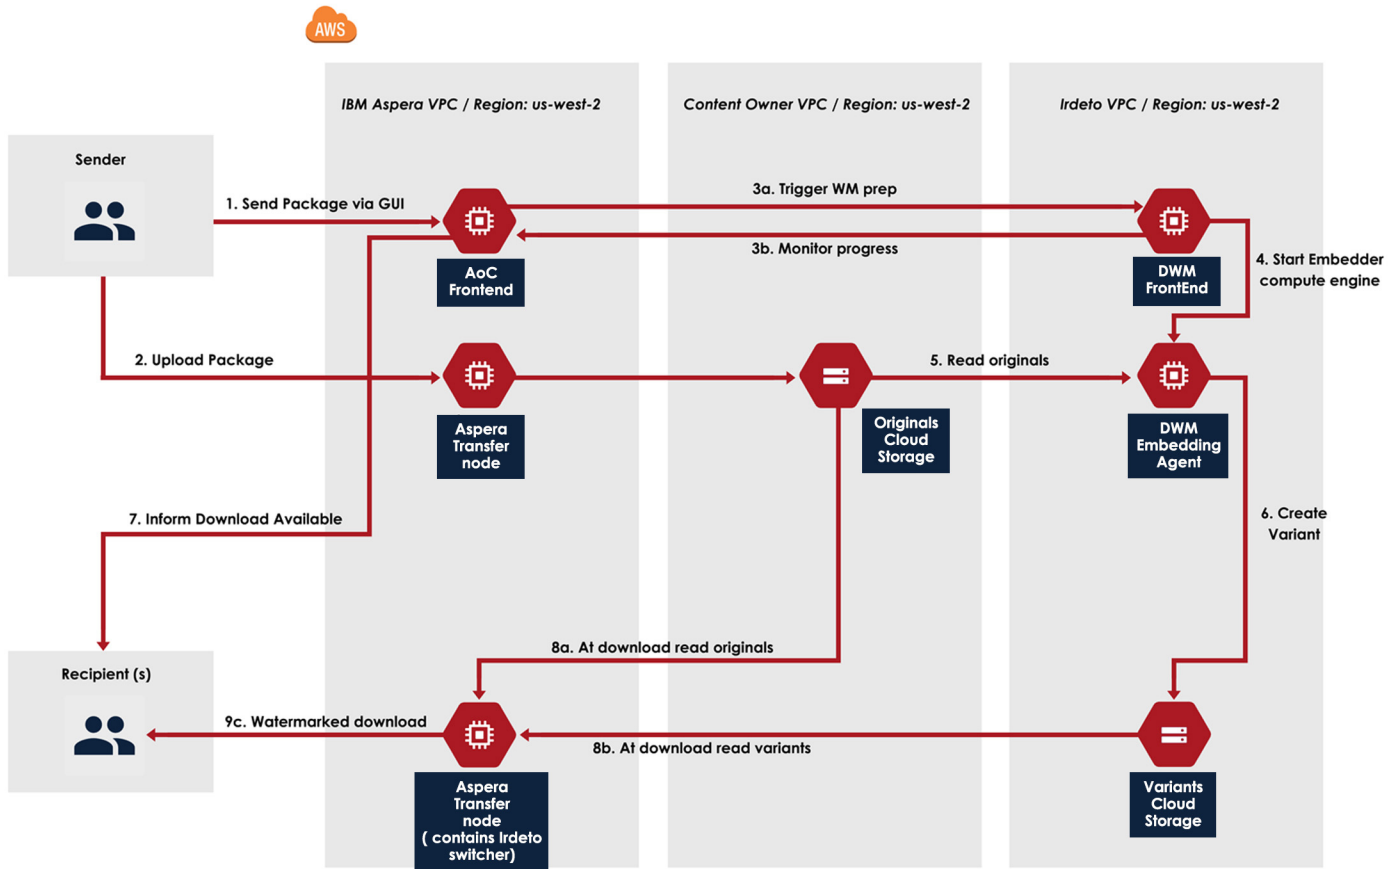 AWS
IBM Aspera VPC / Region: us-west-2
Content Owner VPC / Region: us-west-2
Irdeto VPC / Region: us-west-2
Sender
1. Send Package via GUI
3a. Trigger WM prep
3b. Monitor progress
AoC
Frontend
DWM
FrontEnd
4. Start Embedder
compute engine
2. Upload Package
5. Read originals
Aspera
Transfer
node
Originals
Cloud
Storage
DWM
Embedding
Agent
7. Inform Download Available
6. Create
Variant
8a. At download read originals
Recipient (s)
9c. Watermarked download
8b. At download read variants
Aspera
Transfer
node
( contains Irdeto
switcher)
Variants
Cloud
Storage